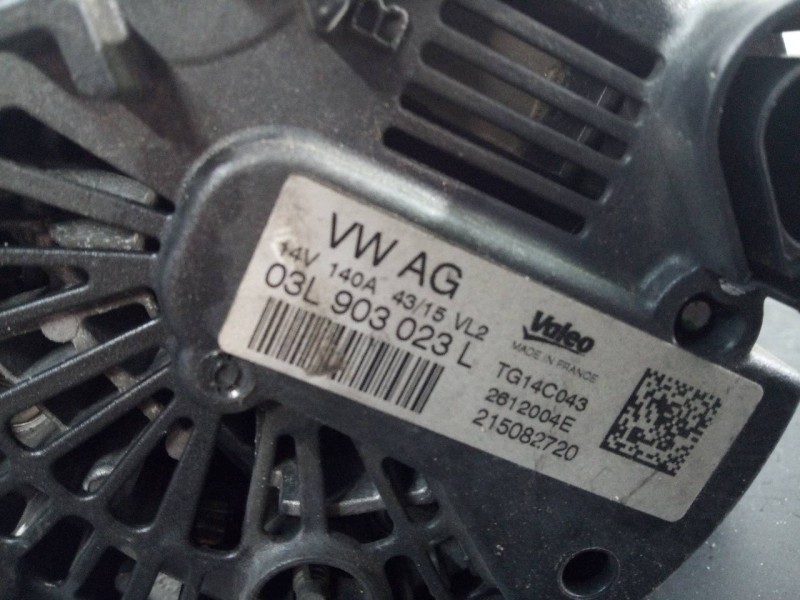 B
VW AG
14V 140A 43/15 VL2
03L 903 023 L
Valeo
MADE IN FRANCE
TG14C043
2612004E
215082720